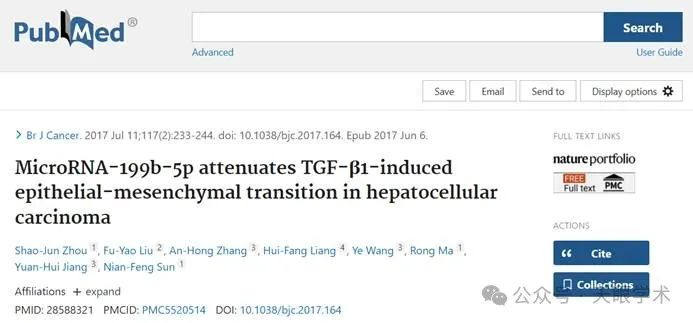 PubMed®
Search
Advanced
User Guide
Save Email Send to Display options
> Br J Cancer. 2017 Jul 11;117(2):233-244. doi: 10.1038/bjc.2017.164. Epub 2017 Jun 6.
MicroRNA-199b-5p attenuates TGF-β1-induced
epithelial-mesenchymal transition in hepatocellular
carcinoma
Shao-Jun Zhou 1, Fu-Yao Liu 2, An-Hong Zhang 3, Hui-Fang Liang 4, Ye Wang 3, Rong Ma 1,
Yuan-Hui Jiang 3, Nian-Feng Sun 1
Affiliations + expand
PMID: 28588321 PMCID: PMC5520514 DOI: 10.1038/bjc.2017.164
FULL TEXT LINKS
natureportfolio
FREE
Full text PMC
ACTIONS
Cite
Collections
公众号 · 天眼学术